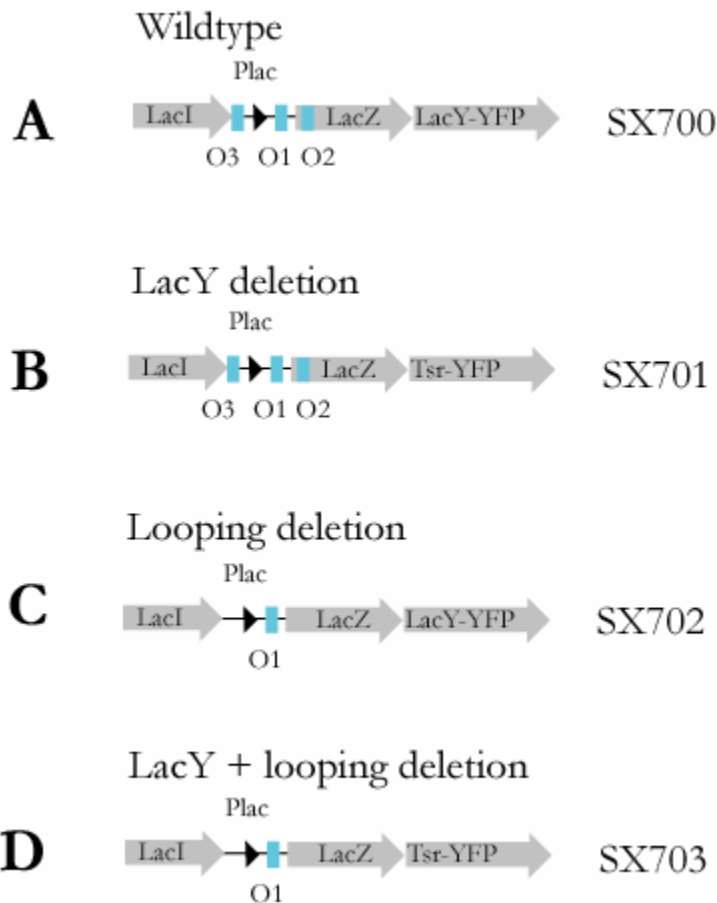 Wildtype
Plac
A LacI LacZ LacY-YFP SX700
O3 O1 O2
LacY deletion
Plac
B LacI LacZ Tsr-YFP SX701
O3 O1 O2
Looping deletion
Plac
C LacI LacZ LacY-YFP SX702
O1
LacY + looping deletion
Plac
D LacI LacZ Tsr-YFP SX703
O1